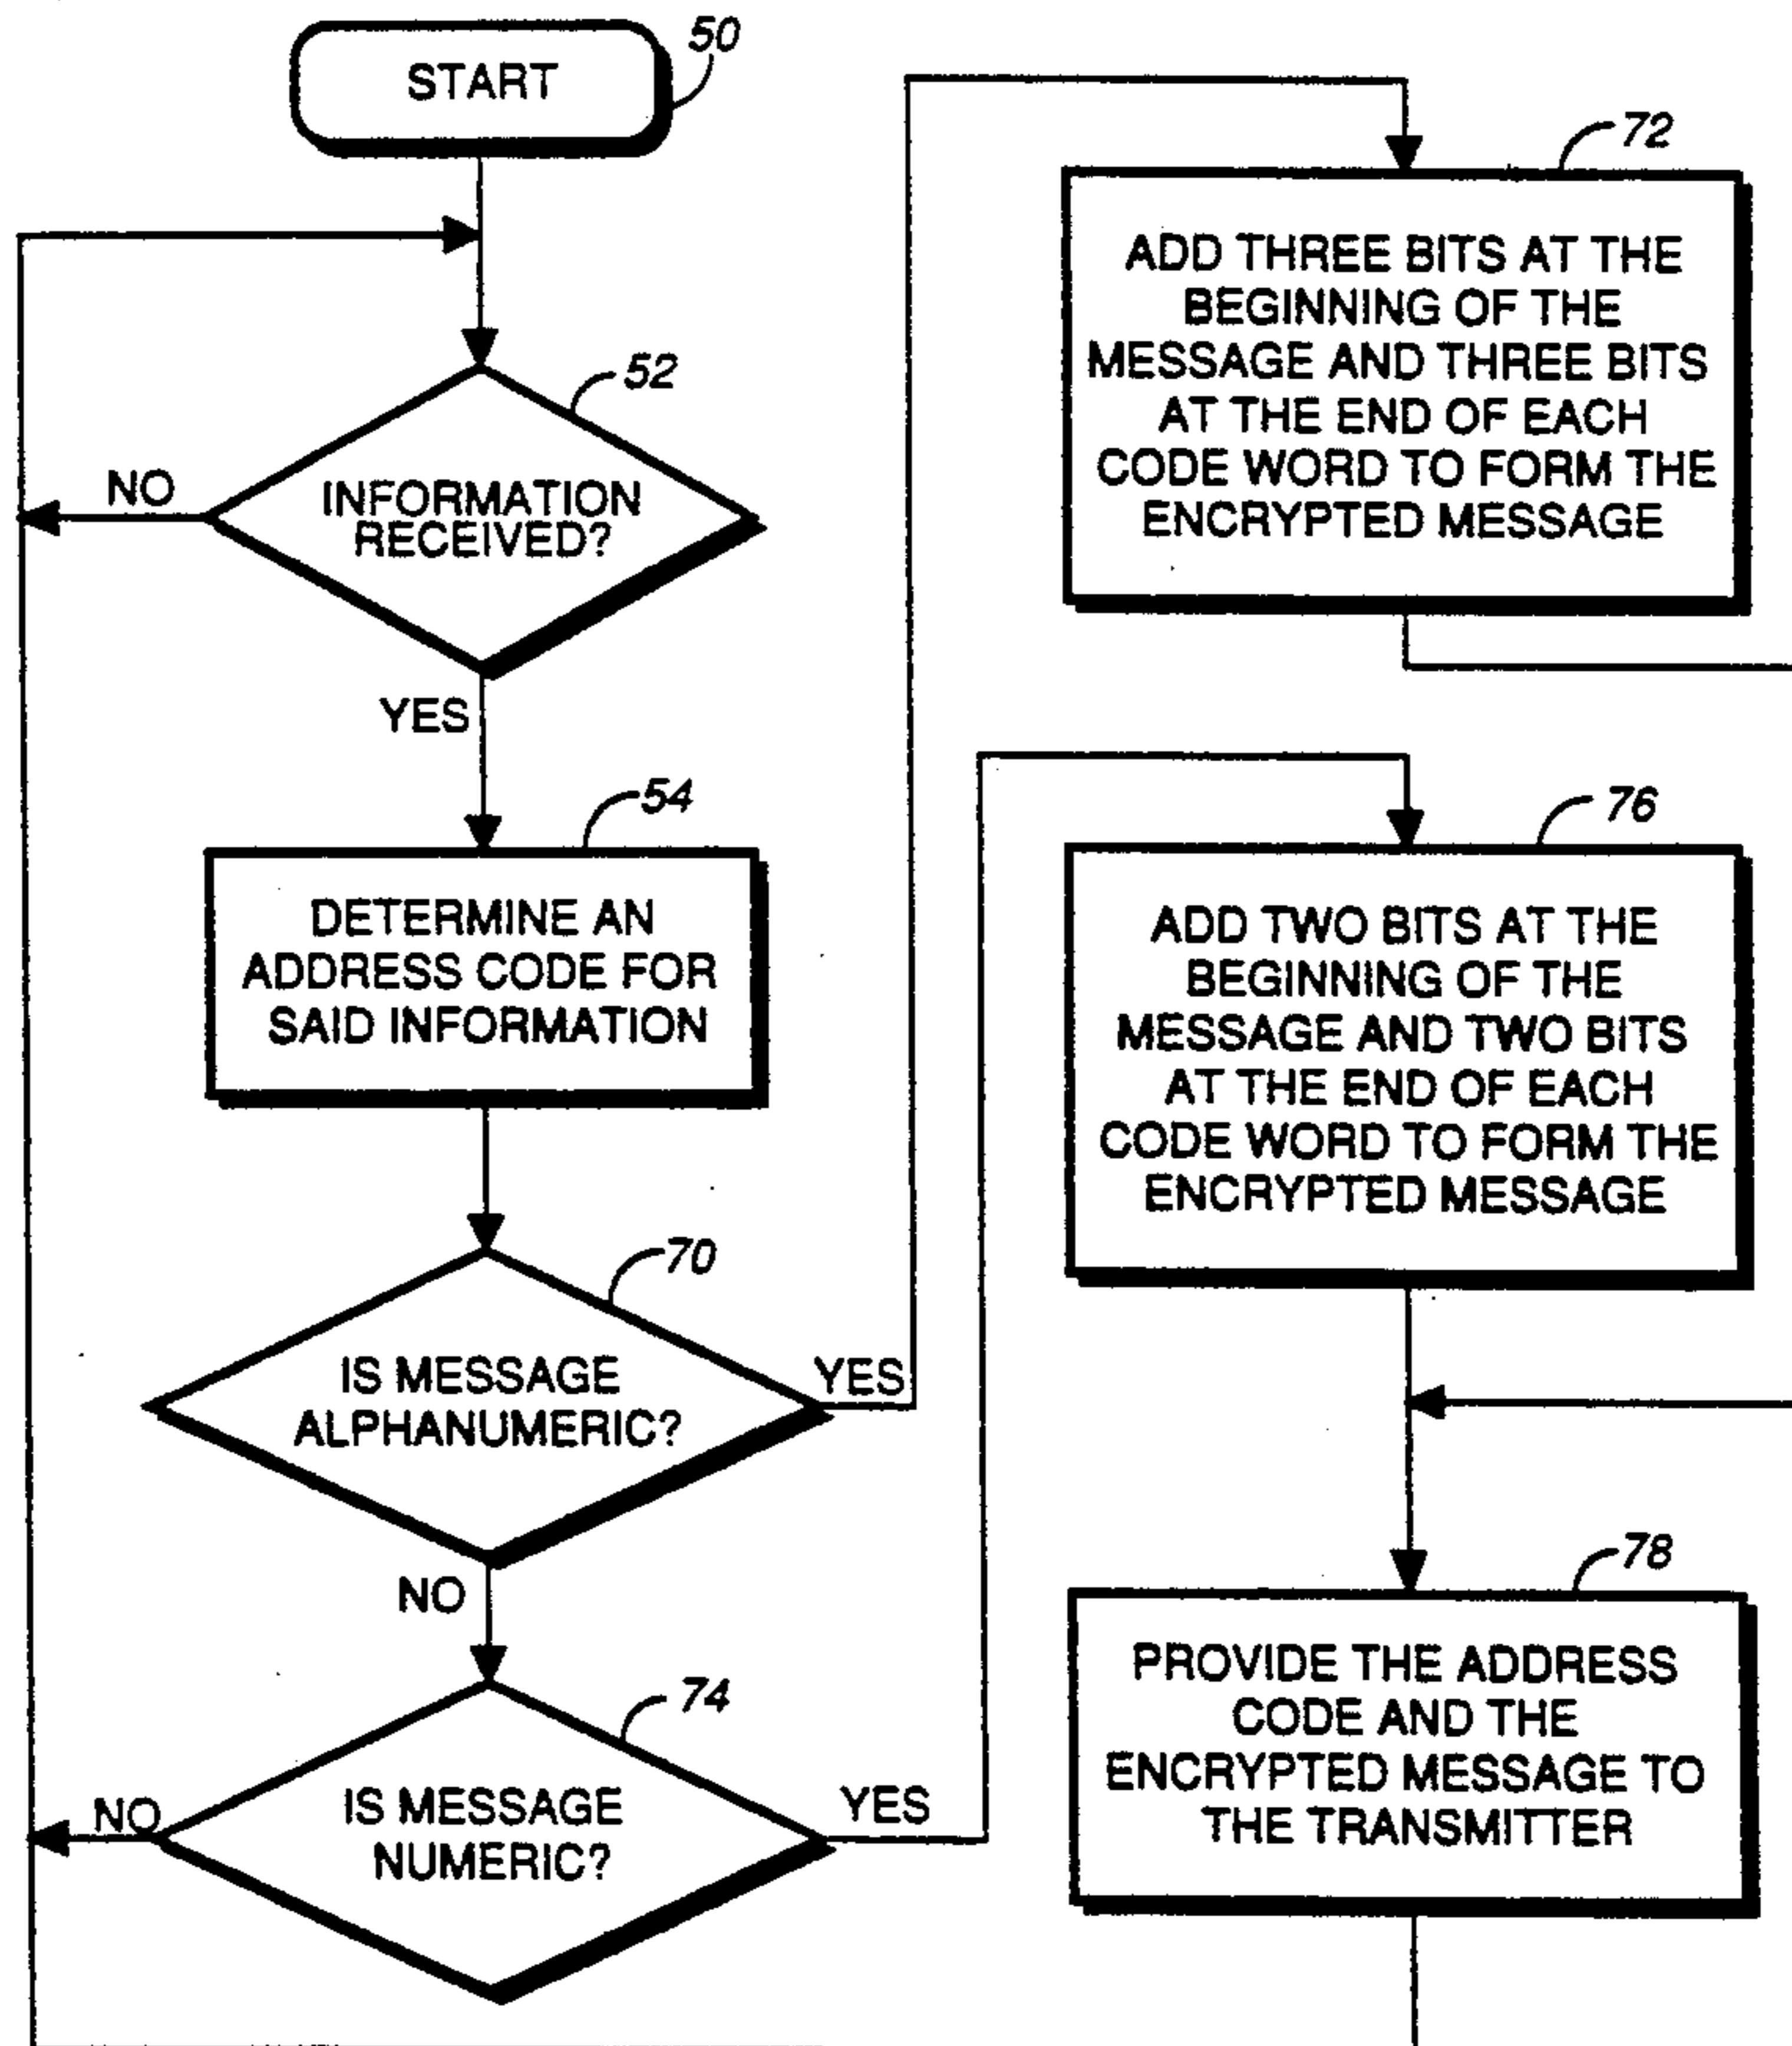 START
50
52
NO
INFORMATION
RECEIVED?
YES
54
DETERMINE AN
ADDRESS CODE FOR
SAID INFORMATION
70
IS MESSAGE
ALPHANUMERIC?
YES
NO
74
IS MESSAGE
NUMERIC?
NO
YES
72
ADD THREE BITS AT THE
BEGINNING OF THE
MESSAGE AND THREE BITS
AT THE END OF EACH
CODE WORD TO FORM THE
ENCRYPTED MESSAGE
76
ADD TWO BITS AT THE
BEGINNING OF THE
MESSAGE AND TWO BITS
AT THE END OF EACH
CODE WORD TO FORM THE
ENCRYPTED MESSAGE
78
PROVIDE THE ADDRESS
CODE AND THE
ENCRYPTED MESSAGE TO
THE TRANSMITTER